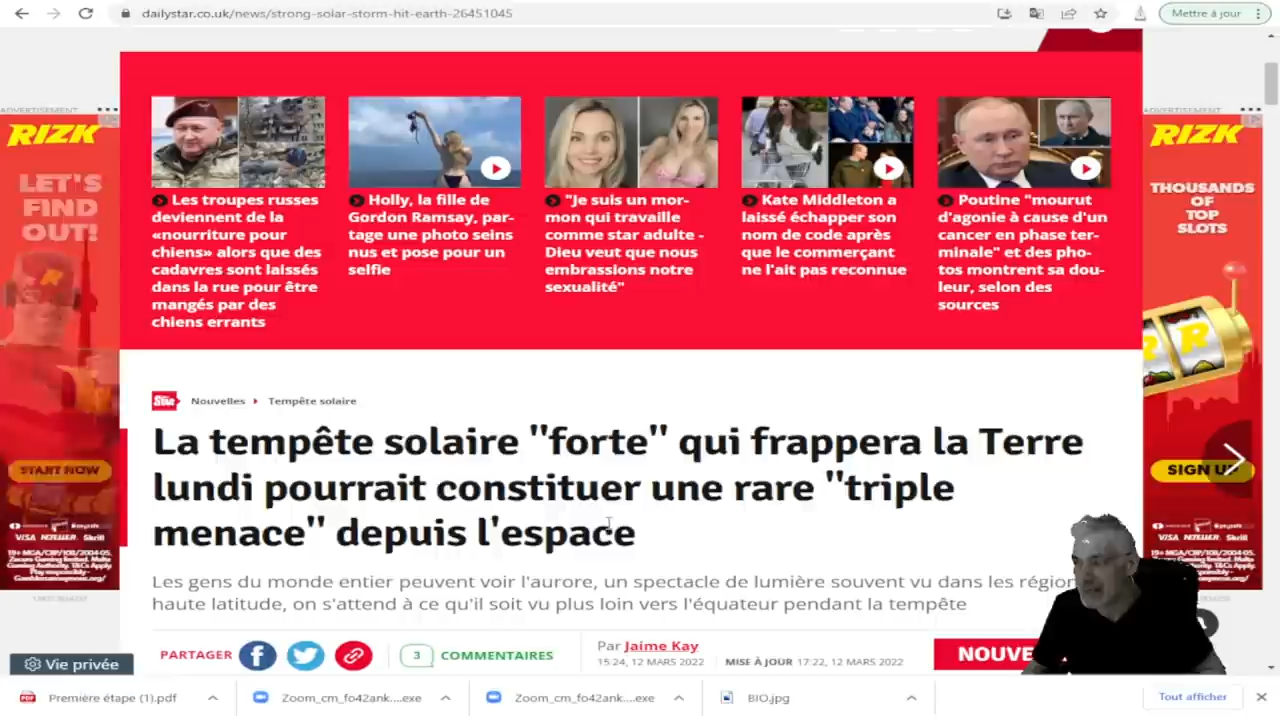 dailystar.co.uk/news/strong-solar-storm-hit-earth-26451045
Mettre à jour
ADVERTISEMENT
RIZK
LET'S
FIND
OUT!
START NOW
VISA
Skrill
Les troupes russes
deviennent de la
«nourriture pour
chiens» alors que des
cadavres sont laissés
dans la rue pour être
mangés par des
chiens errants
Holly, la fille de
Gordon Ramsay, par-
tage une photo seins
nus et pose pour un
selfie
"Je suis un mor-
mon qui travaille
comme star adulte -
Dieu veut que nous
embrassions notre
sexualité"
Kate Middleton a
laissé échapper son
nom de code après
que le commerçant
ne l'ait pas reconnue
Poutine "mourut
d'agonie à cause d'un
cancer en phase ter-
minale" et des pho-
tos montrent sa dou-
leur, selon des
sources
ADVERTISEMENT
RIZK
THOUSANDS
OF
TOP
SLOTS
SIGN
VISA
Skrill
Star
Nouvelles
Tempête solaire
La tempête solaire "forte" qui frappera la Terre
lundi pourrait constituer une rare "triple
menace" depuis l'espace
Les gens du monde entier peuvent voir l'aurore, un spectacle de lumière souvent vu dans les région
haute latitude, on s'attend à ce qu'il soit vu plus loin vers l'équateur pendant la tempête
PARTAGER
3 COMMENTAIRES
Par Jaime Kay
15:24, 12 MARS 2022
MISE À JOUR 17:22, 12 MARS 2022
NOUVE
Vie privée
Première étape (1).pdf
Zoom_cm_fo42ank....exe
Zoom_cm_fo42ank....exe
BIO.jpg
Tout afficher